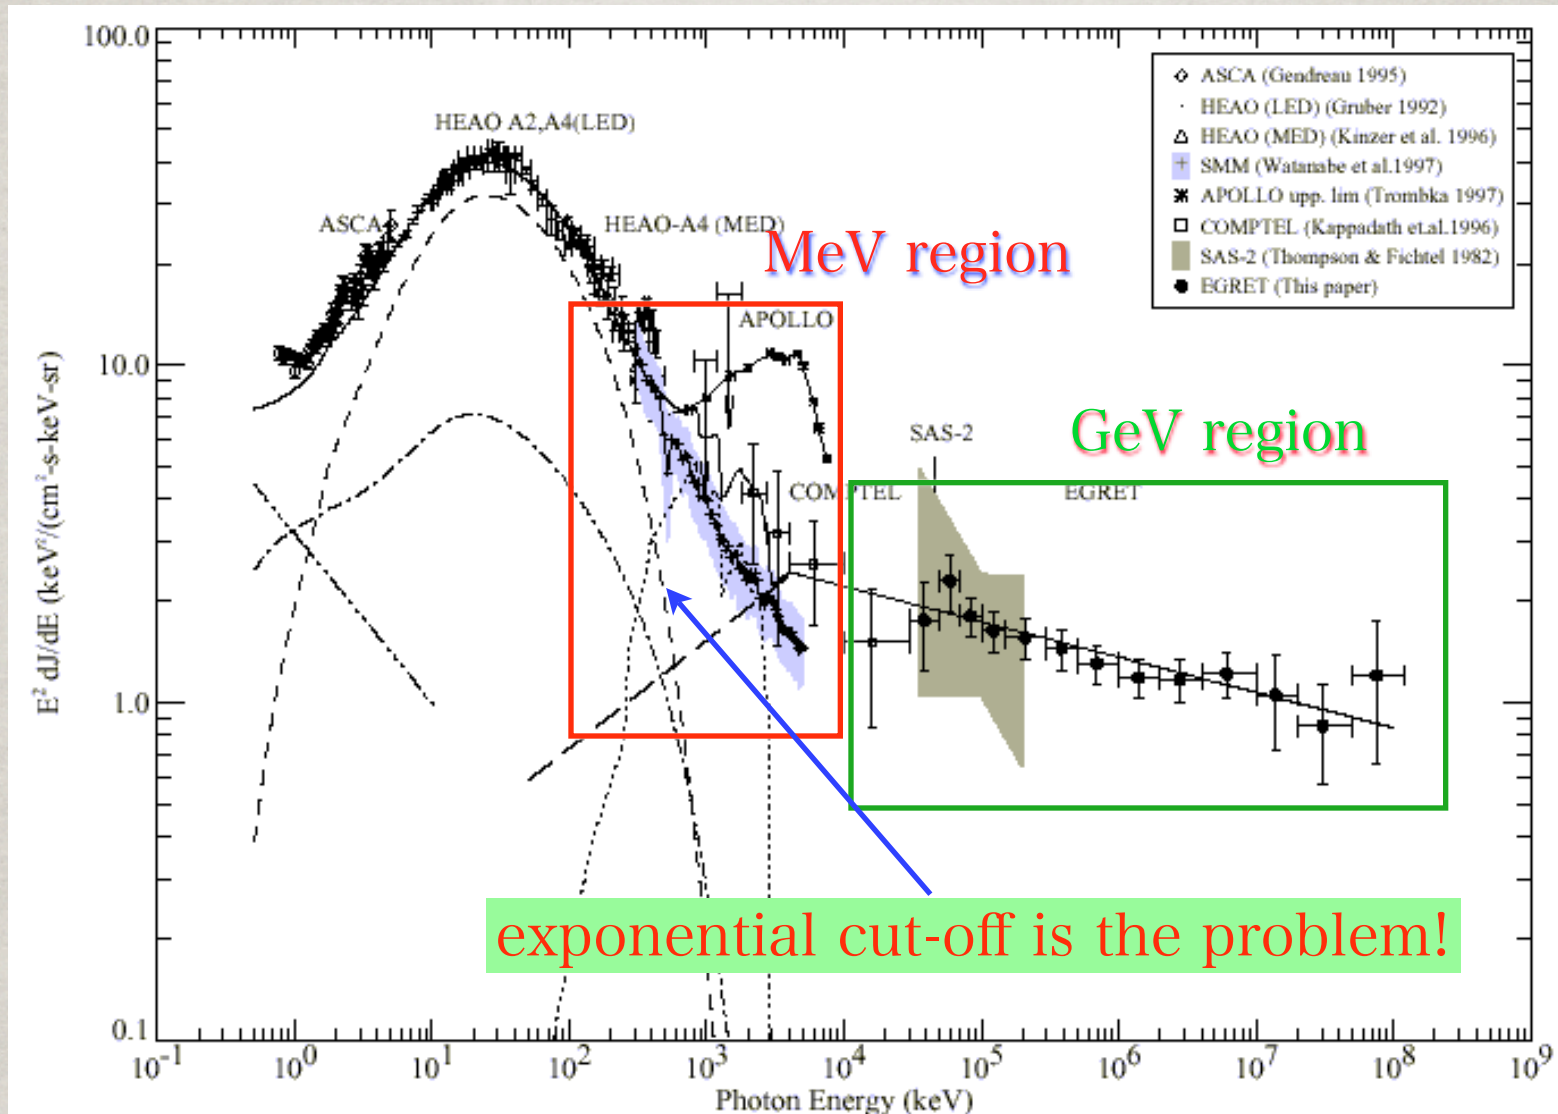 100.0
10.0
1.0
0.1
E² dJ/dE (keV²/(cm²-s-keV-sr)
HEAO A2,A4(LED)
ASCA
HEAO-A4 (MED)
MeV region
APOLLO
COMPTEL
SAS-2
GeV region
EGRET
ASCA (Gendreau 1995)
HEAO (LED) (Gruber 1992)
HEAO (MED) (Kinzer et al. 1996)
SMM (Watanabe et al.1997)
APOLLO upp. lim (Trombka 1997)
COMPTEL (Kappadath et.al.1996)
SAS-2 (Thompson & Fichtel 1982)
EGRET (This paper)
exponential cut-off is the problem!
10⁻¹ 10⁰ 10¹ 10² 10³ 10⁴ 10⁵ 10⁶ 10⁷ 10⁸ 10⁹
Photon Energy (keV)